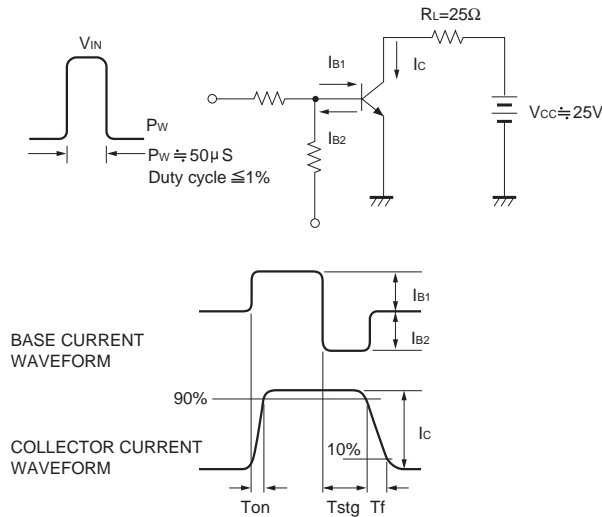 RL=25Ω
VIN
IB1
IC
VCC≒25V
PW
IB2
PW≒50μS
Duty cycle≦1%
IB1
BASE CURRENT
WAVEFORM
IB2
90%
IC
COLLECTOR CURRENT
WAVEFORM
10%
Ton
Tstg
Tf